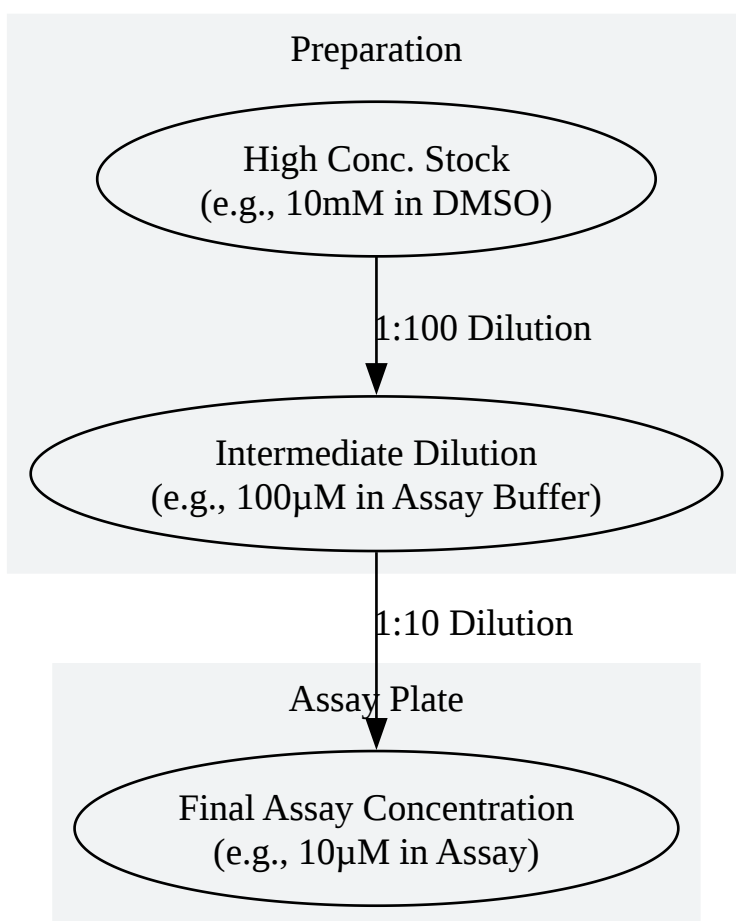 Preparation
High Conc. Stock
(e.g., 10mM in DMSO)
1:100 Dilution
Intermediate Dilution
(e.g., 100µM in Assay Buffer)
1:10 Dilution
Assay Plate
Final Assay Concentration
(e.g., 10µM in Assay)